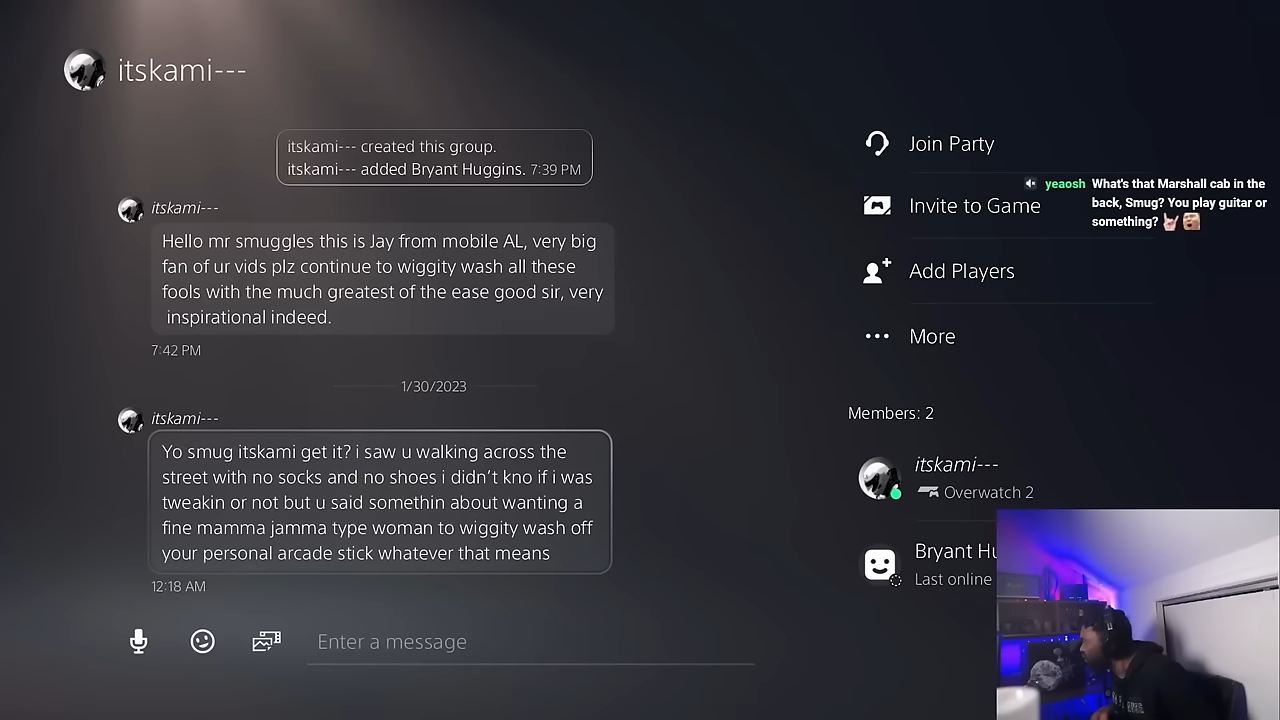 itskami---
itskami--- created this group.
itskami--- added Bryant Huggins. 7:39 PM
itskami---
Hello mr smuggles this is Jay from mobile AL, very big
fan of ur vids plz continue to wiggity wash all these
fools with the much greatest of the ease good sir, very
inspirational indeed.
7:42 PM
1/30/2023
itskami---
Yo smug itskami get it? i saw u walking across the
street with no socks and no shoes i didn’t kno if i was
tweakin or not but u said somethin about wanting a
fine mamma jamma type woman to wiggity wash off
your personal arcade stick whatever that means
12:18 AM
Enter a message
Join Party
yeaosh What's that Marshall cab in the
back, Smug? You play guitar or
something?
Invite to Game
Add Players
More
Members: 2
itskami---
Overwatch 2
Bryant Hu
Last online